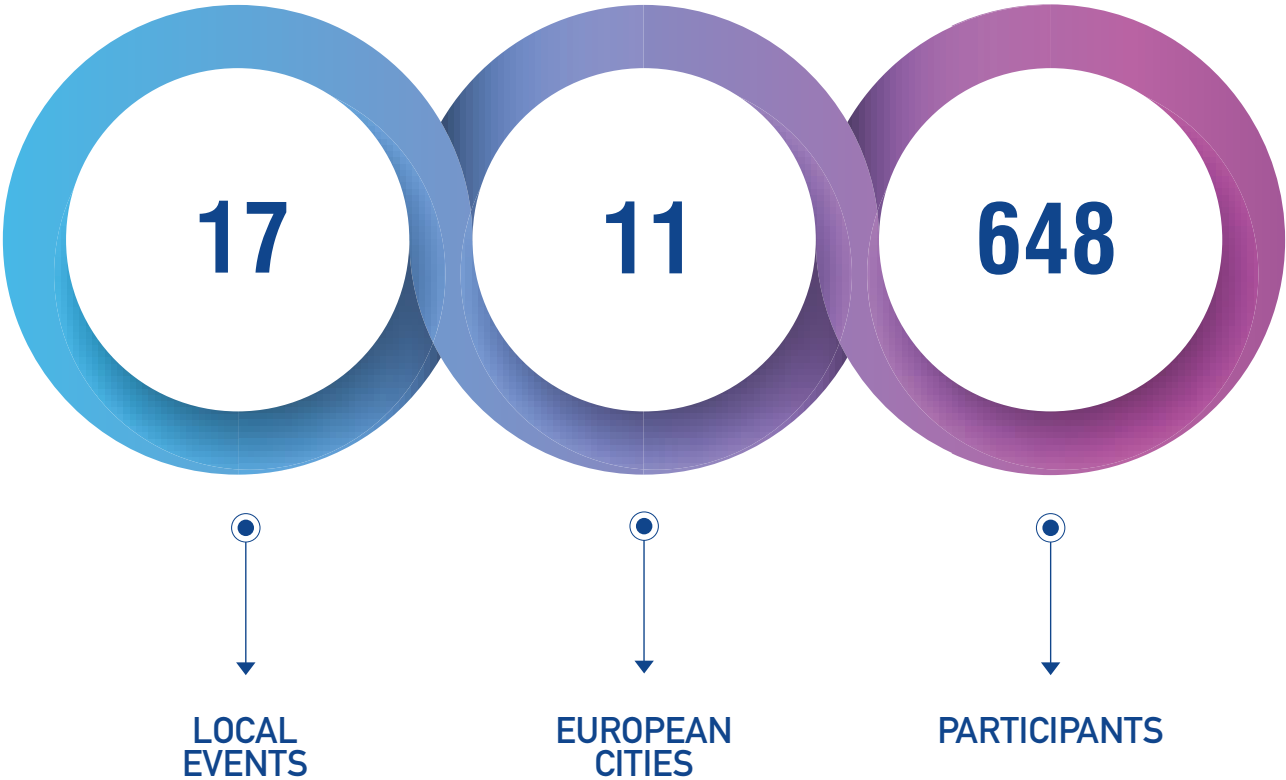 17
11
648
LOCAL
EVENTS
EUROPEAN
CITIES
PARTICIPANTS